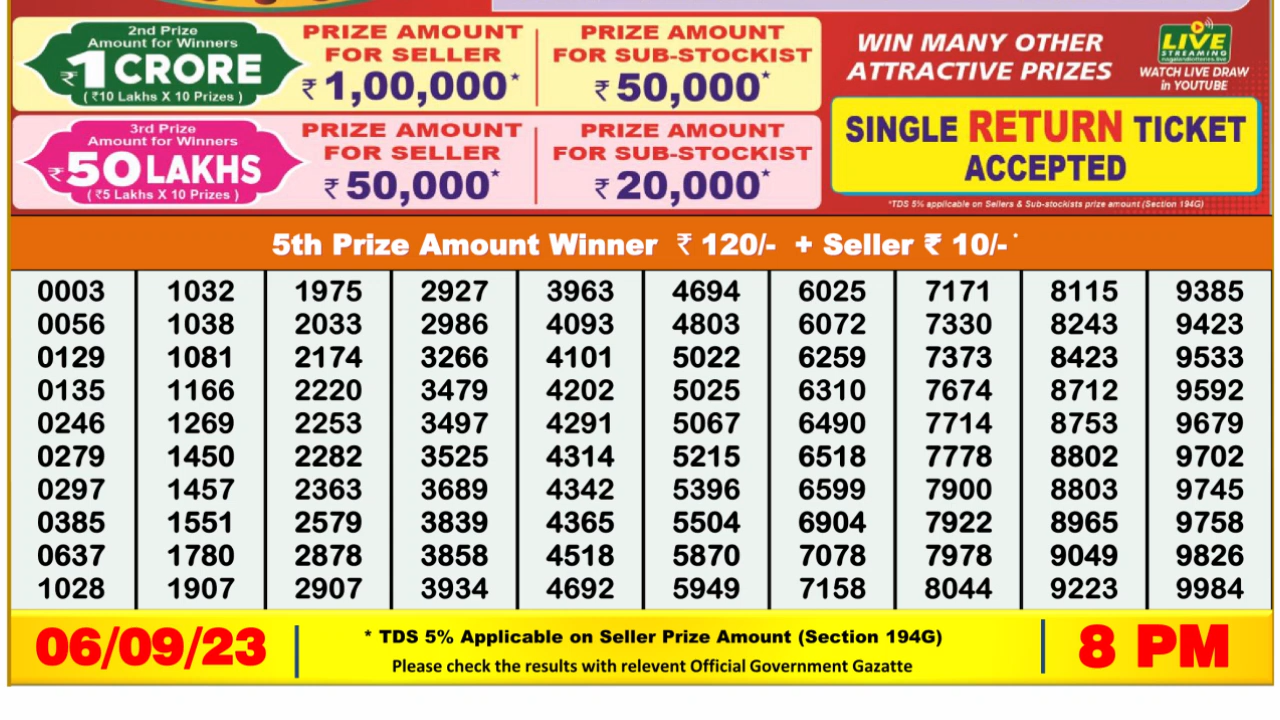 2nd Prize
Amount for Winners
₹1 CRORE
( ₹10 Lakhs X 10 Prizes )
PRIZE AMOUNT
FOR SELLER
₹ 1,00,000*
PRIZE AMOUNT
FOR SUB-STOCKIST
₹ 50,000*
WIN MANY OTHER
ATTRACTIVE PRIZES
LIVE
STREAMING
WATCH LIVE DRAW
in YOUTUBE
3rd Prize
Amount for Winners
₹50 LAKHS
( ₹5 Lakhs X 10 Prizes )
PRIZE AMOUNT
FOR SELLER
₹ 50,000*
PRIZE AMOUNT
FOR SUB-STOCKIST
₹ 20,000*
SINGLE RETURN TICKET
ACCEPTED
*TDS 5% applicable on Sellers & Sub-stockists prize amount (Section 194G)
5th Prize Amount Winner ₹ 120/- + Seller ₹ 10/- *
0003 1032 1975 2927 3963 4694 6025 7171 8115 9385
0056 1038 2033 2986 4093 4803 6072 7330 8243 9423
0129 1081 2174 3266 4101 5022 6259 7373 8423 9533
0135 1166 2220 3479 4202 5025 6310 7674 8712 9592
0246 1269 2253 3497 4291 5067 6490 7714 8753 9679
0279 1450 2282 3525 4314 5215 6518 7778 8802 9702
0297 1457 2363 3689 4342 5396 6599 7900 8803 9745
0385 1551 2579 3839 4365 5504 6904 7922 8965 9758
0637 1780 2878 3858 4518 5870 7078 7978 9049 9826
1028 1907 2907 3934 4692 5949 7158 8044 9223 9984
06/09/23
* TDS 5% Applicable on Seller Prize Amount (Section 194G)
Please check the results with relevent Official Government Gazatte
8 PM